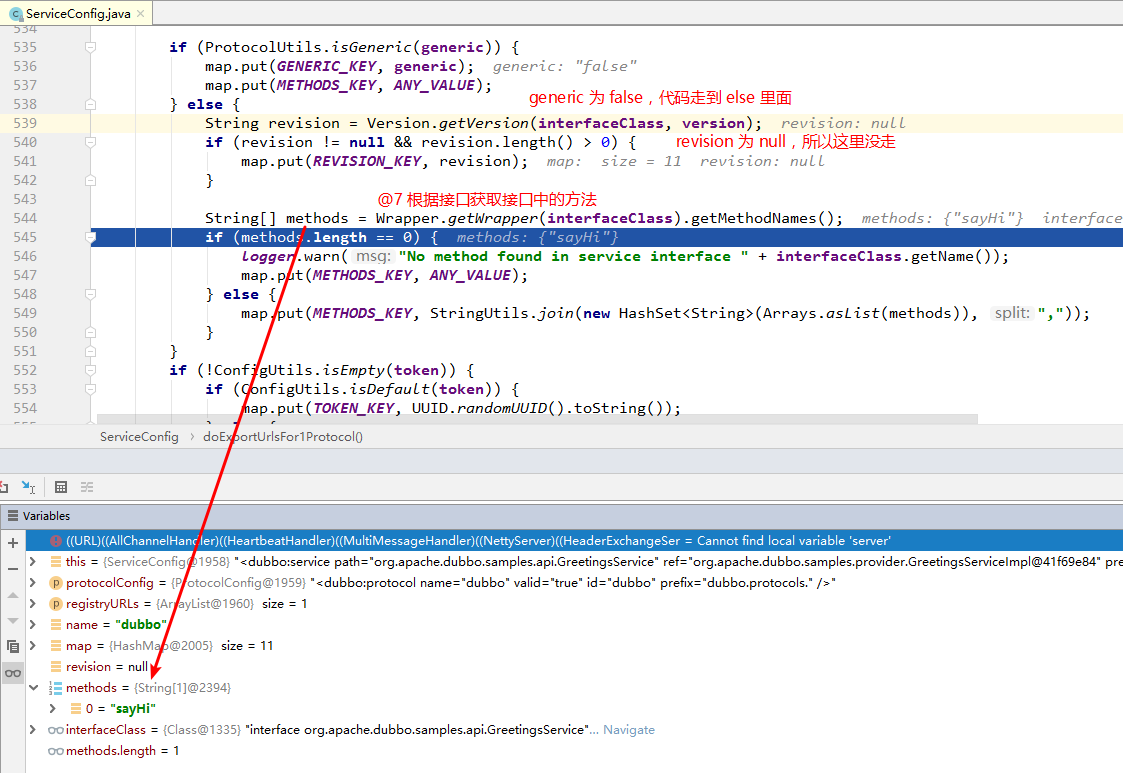 ServiceConfig.java
534
535 if (ProtocolUtils.isGeneric(generic)) {
536 map.put(GENERIC_KEY, generic); generic: "false"
537 map.put(METHODS_KEY, ANY_VALUE);
generic 为 false，代码走到 else 里面
538 } else {
539 String revision = Version.getVersion(interfaceClass, version); revision: null
540 if (revision != null && revision.length() > 0) { revision 为 null，所以这里没走
541 map.put(REVISION_KEY, revision); map: size = 11 revision: null
542 }
543 @7 根据接口获取接口中的方法
544 String[] methods = Wrapper.getWrapper(interfaceClass).getMethodNames(); methods: {"sayHi"} interface
545 if (methods.length == 0) { methods: {"sayHi"}
546 logger.warn( msg: "No method found in service interface " + interfaceClass.getName());
547 map.put(METHODS_KEY, ANY_VALUE);
548 } else {
549 map.put(METHODS_KEY, StringUtils.join(new HashSet<String>(Arrays.asList(methods)), split: ","));
550 }
551 }
552 if (!ConfigUtils.isEmpty(token)) {
553 if (ConfigUtils.isDefault(token)) {
554 map.put(TOKEN_KEY, UUID.randomUUID().toString());
ServiceConfig › doExportUrlsFor1Protocol()
Variables
((URL)((AllChannelHandler)((HeartbeatHandler)((MultiMessageHandler)((NettyServer)((HeaderExchangeSer = Cannot find local variable 'server'
this = {ServiceConfig@1958} "<dubbo:service path="org.apache.dubbo.samples.api.GreetingsService" ref="org.apache.dubbo.samples.provider.GreetingsServiceImpl@41f69e84" pre
protocolConfig = {ProtocolConfig@1959} "<dubbo:protocol name="dubbo" valid="true" id="dubbo" prefix="dubbo.protocols." />"
registryURLs = {ArrayList@1960} size = 1
name = "dubbo"
map = {HashMap@2005} size = 11
revision = null
methods = {String[1]@2394}
0 = "sayHi"
interfaceClass = {Class@1335} "interface org.apache.dubbo.samples.api.GreetingsService"... Navigate
methods.length = 1